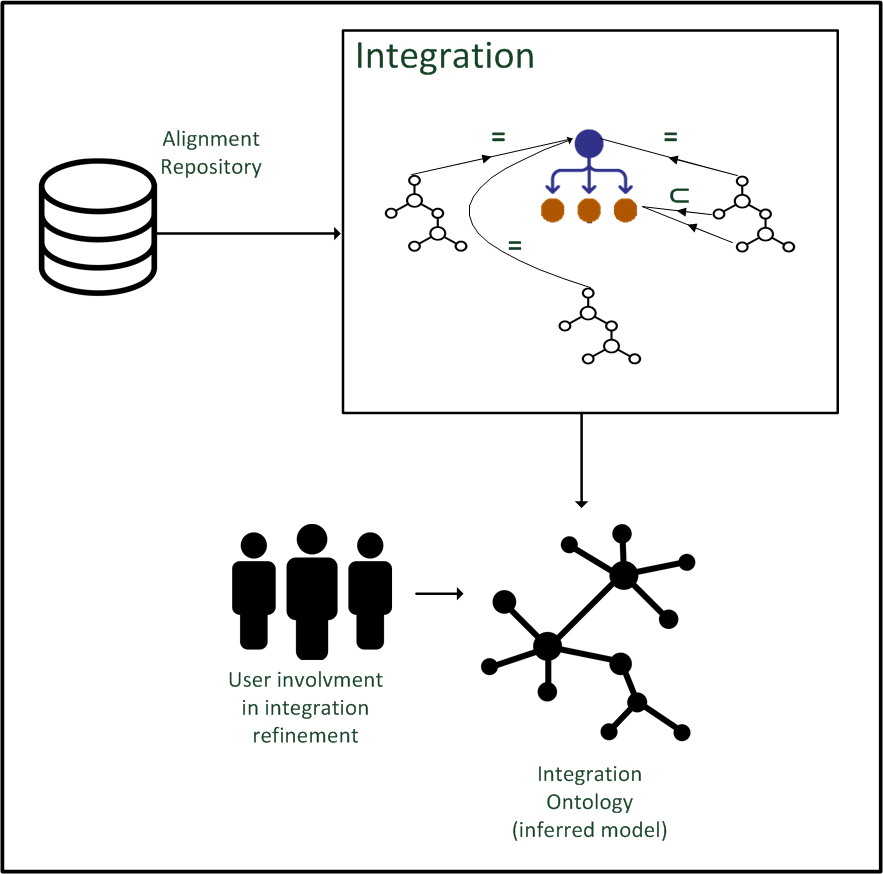 Integration
Alignment
Repository
=
=
⊂
=
User involvment
in integration
refinement
Integration
Ontology
(inferred model)